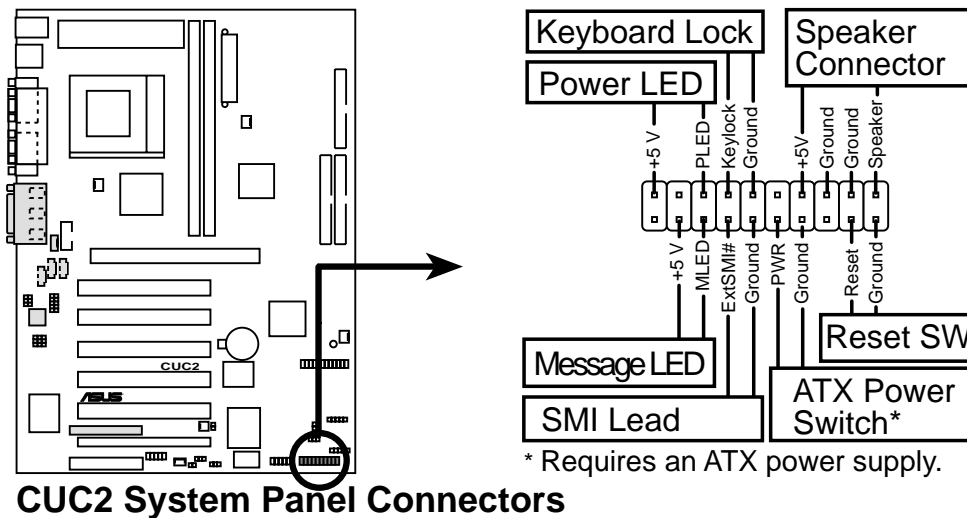 Keyboard Lock
Speaker
Connector
Power LED
+5 V
PLED
Keylock
Ground
+5V
Ground
Ground
Speaker
+5 V
MLED
ExtSMI#
Ground
PWR
Ground
Reset
Ground
Reset SW
Message LED
ATX Power
Switch*
SMI Lead
* Requires an ATX power supply.
CUC2
ASUS
CUC2 System Panel Connectors